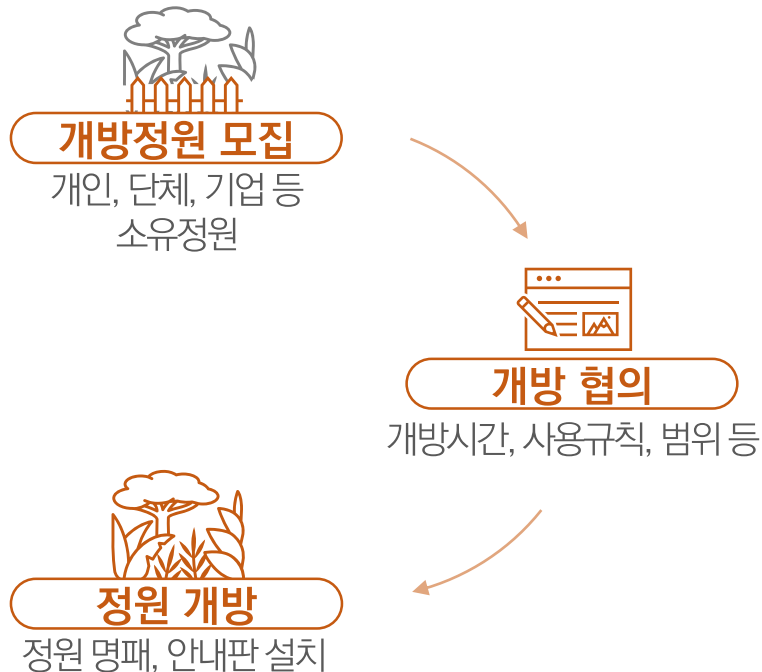 개방정원 모집
개인, 단체, 기업 등
소유정원
개방 협의
개방시간, 사용규칙, 범위 등
정원 개방
정원 명패, 안내판 설치